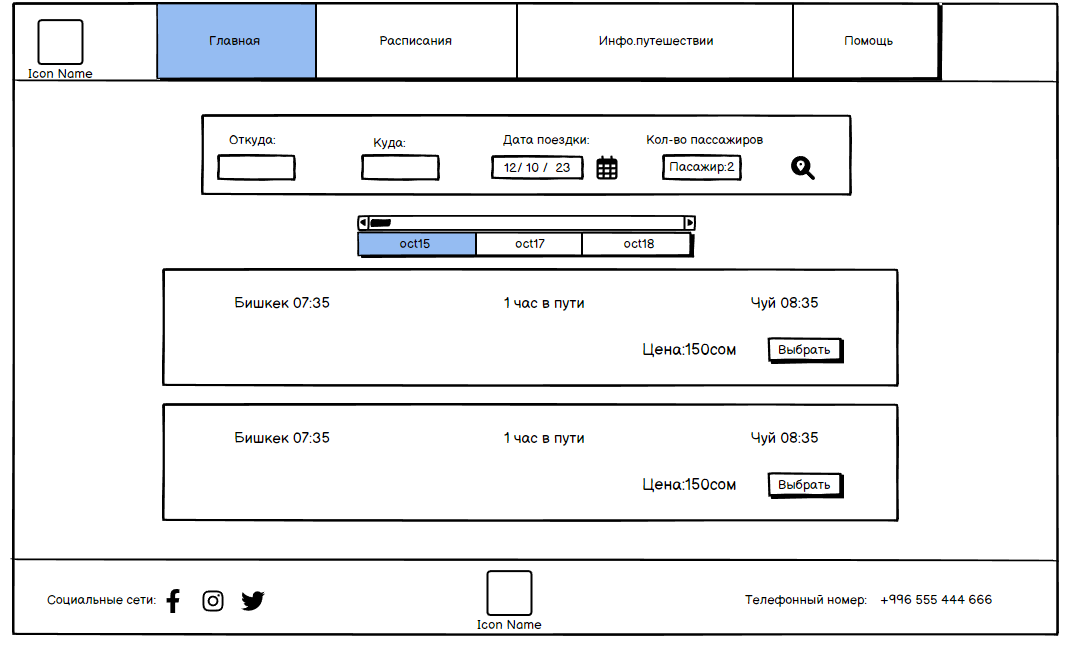 Главная
Расписания
Инфо.путешествии
Помощь
Icon Name
Откуда:
Куда:
Дата поездки:
Кол-во пассажиров
12/ 10 / 23
Пасажир:2
oct15
oct17
oct18
Бишкек 07:35
1 час в пути
Чуй 08:35
Цена:150сом
Выбрать
Бишкек 07:35
1 час в пути
Чуй 08:35
Цена:150сом
Выбрать
Социальные сети:
Icon Name
Телефонный номер: +996 555 444 666